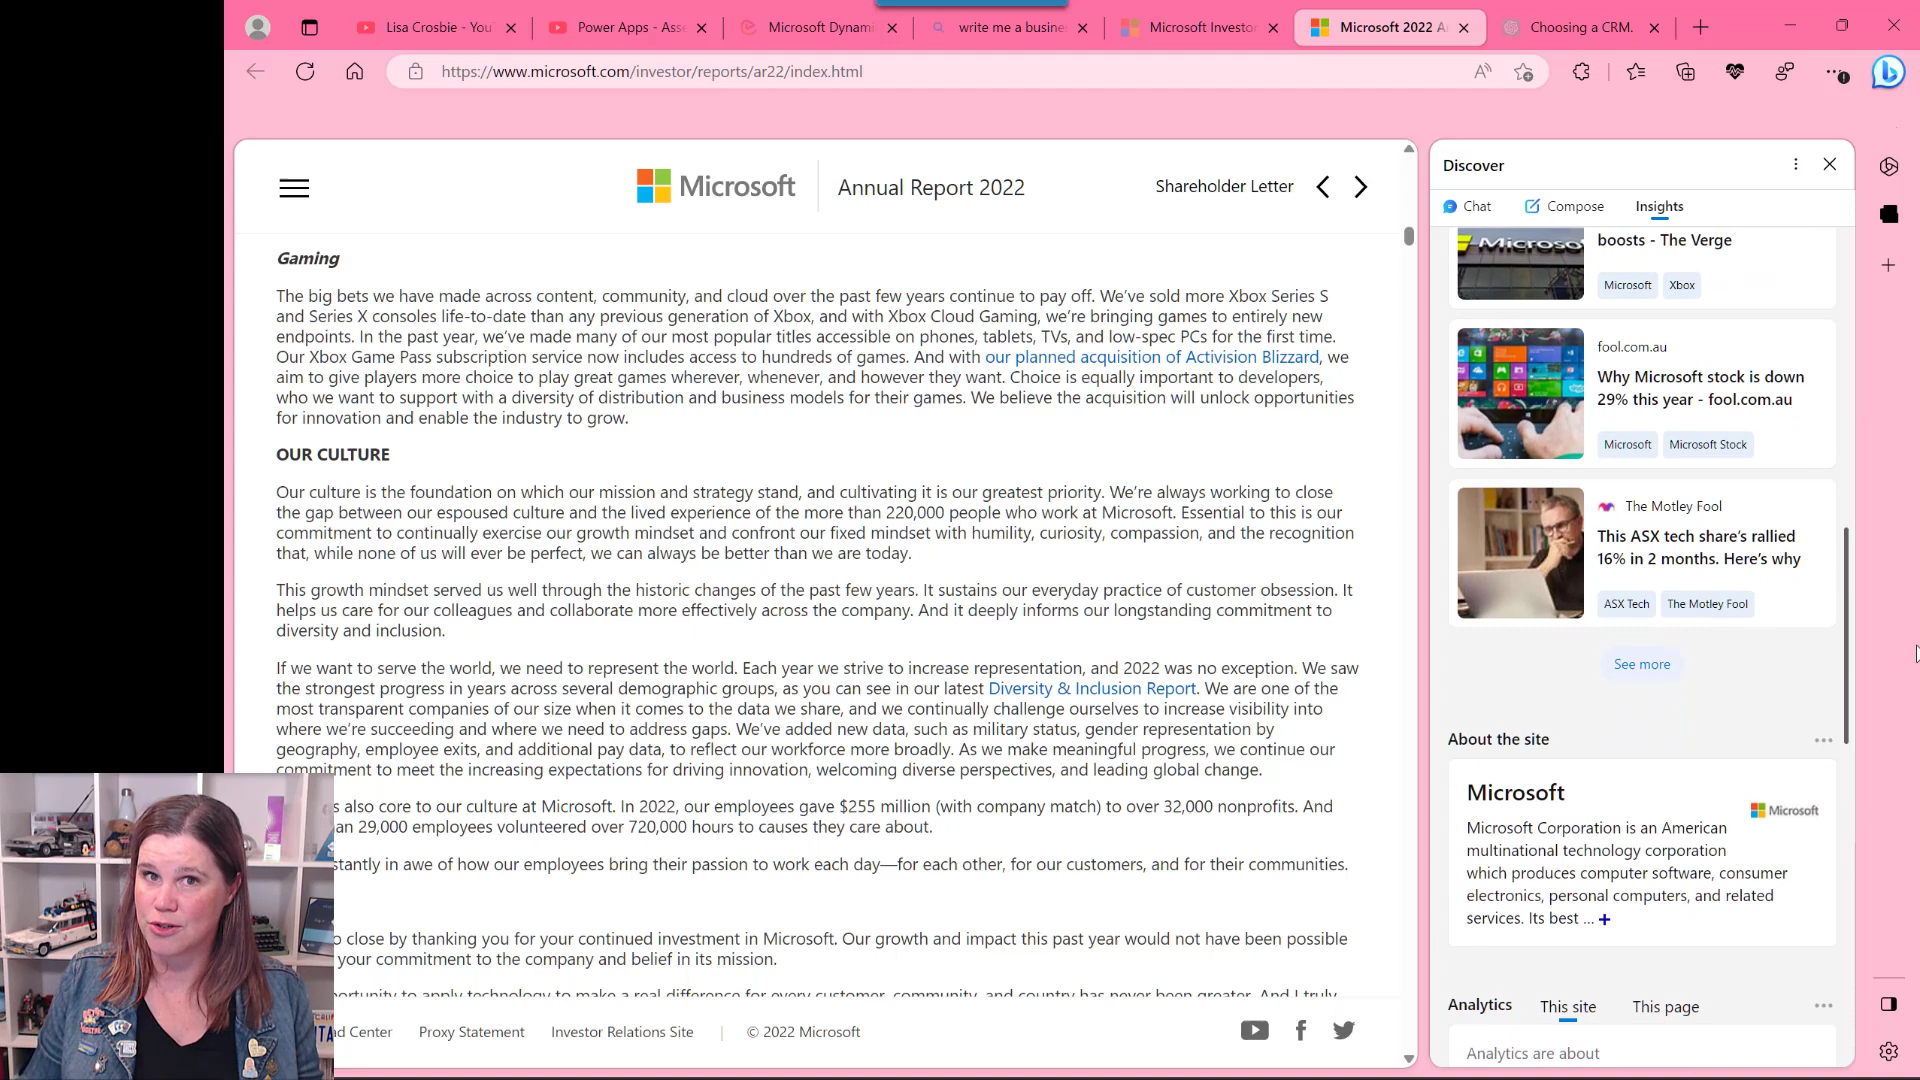 Lisa Crosbie - You
Power Apps - Ass
Microsoft Dynami
write me a busine
Microsoft Investor
Microsoft 2022 A
Choosing a CRM.
https://www.microsoft.com/investor/reports/ar22/index.html
Microsoft
Annual Report 2022
Shareholder Letter
Gaming
The big bets we have made across content, community, and cloud over the past few years continue to pay off. We've sold more Xbox Series S
and Series X consoles life-to-date than any previous generation of Xbox, and with Xbox Cloud Gaming, we're bringing games to entirely new
endpoints. In the past year, we've made many of our most popular titles accessible on phones, tablets, TVs, and low-spec PCs for the first time.
Our Xbox Game Pass subscription service now includes access to hundreds of games. And with our planned acquisition of Activision Blizzard, we
aim to give players more choice to play great games wherever, whenever, and however they want. Choice is equally important to developers,
who we want to support with a diversity of distribution and business models for their games. We believe the acquisition will unlock opportunities
for innovation and enable the industry to grow.
OUR CULTURE
Our culture is the foundation on which our mission and strategy stand, and cultivating it is our greatest priority. We're always working to close
the gap between our espoused culture and the lived experience of the more than 220,000 people who work at Microsoft. Essential to this is our
commitment to continually exercise our growth mindset and confront our fixed mindset with humility, curiosity, compassion, and the recognition
that, while none of us will ever be perfect, we can always be better than we are today.
This growth mindset served us well through the historic changes of the past few years. It sustains our everyday practice of customer obsession. It
helps us care for our colleagues and collaborate more effectively across the company. And it deeply informs our longstanding commitment to
diversity and inclusion.
If we want to serve the world, we need to represent the world. Each year we strive to increase representation, and 2022 was no exception. We saw
the strongest progress in years across several demographic groups, as you can see in our latest Diversity & Inclusion Report. We are one of the
most transparent companies of our size when it comes to the data we share, and we continually challenge ourselves to increase visibility into
where we're succeeding and where we need to address gaps. We've added new data, such as military status, gender representation by
geography, employee exits, and additional pay data, to reflect our workforce more broadly. As we make meaningful progress, we continue our
commitment to meet the increasing expectations for driving innovation, welcoming diverse perspectives, and leading global change.
s also core to our culture at Microsoft. In 2022, our employees gave $255 million (with company match) to over 32,000 nonprofits. And
an 29,000 employees volunteered over 720,000 hours to causes they care about.
stantly in awe of how our employees bring their passion to work each day—for each other, for our customers, and for their communities.
o close by thanking you for your continued investment in Microsoft. Our growth and impact this past year would not have been possible
your commitment to the company and belief in its mission.
portunity to apply technology to make a real difference for every customer, community, and country has never been greater. And I truly
ad Center
Proxy Statement
Investor Relations Site
© 2022 Microsoft
Discover
Chat
Compose
Insights
Microsof
boosts - The Verge
Microsoft
Xbox
fool.com.au
Why Microsoft stock is down
29% this year - fool.com.au
Microsoft
Microsoft Stock
The Motley Fool
This ASX tech share's rallied
16% in 2 months. Here's why
ASX Tech
The Motley Fool
See more
About the site
Microsoft
Microsoft
Microsoft Corporation is an American
multinational technology corporation
which produces computer software, consumer
electronics, personal computers, and related
services. Its best ... +
Analytics
This site
This page
Analytics are about